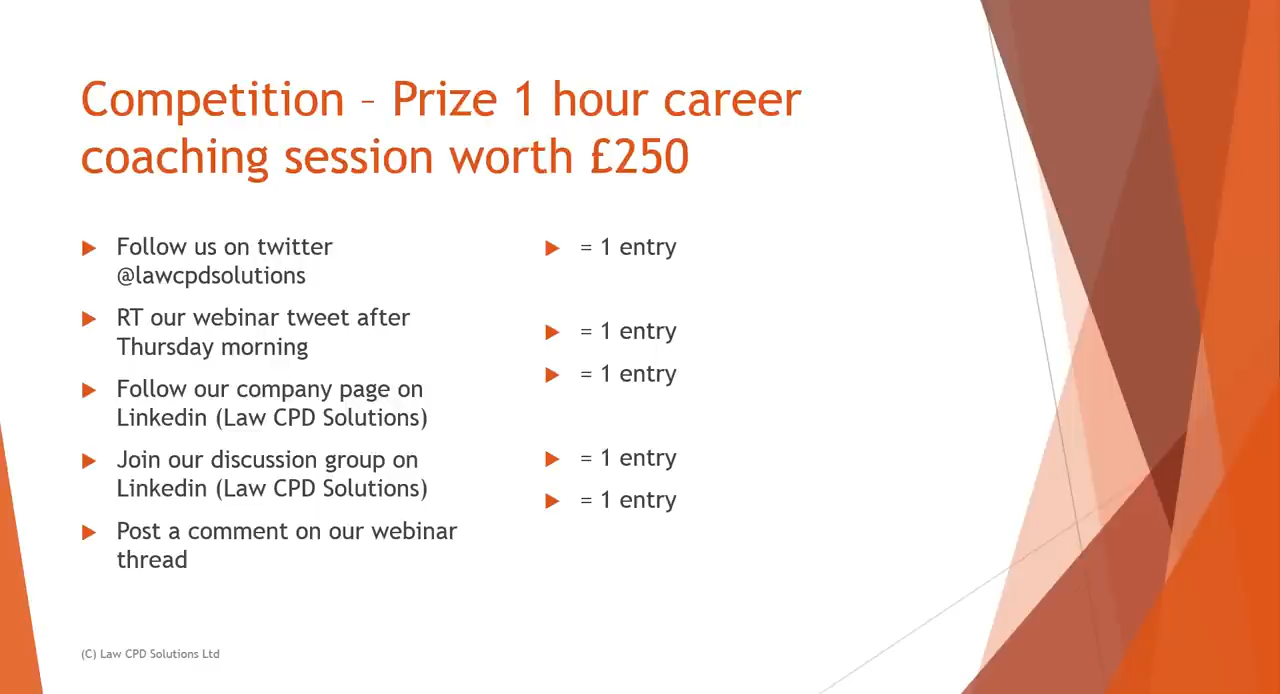 Competition – Prize 1 hour career
coaching session worth £250
Follow us on twitter
@lawcpdsolutions
RT our webinar tweet after
Thursday morning
Follow our company page on
Linkedin (Law CPD Solutions)
Join our discussion group on
Linkedin (Law CPD Solutions)
Post a comment on our webinar
thread
= 1 entry
= 1 entry
= 1 entry
= 1 entry
= 1 entry
(C) Law CPD Solutions Ltd